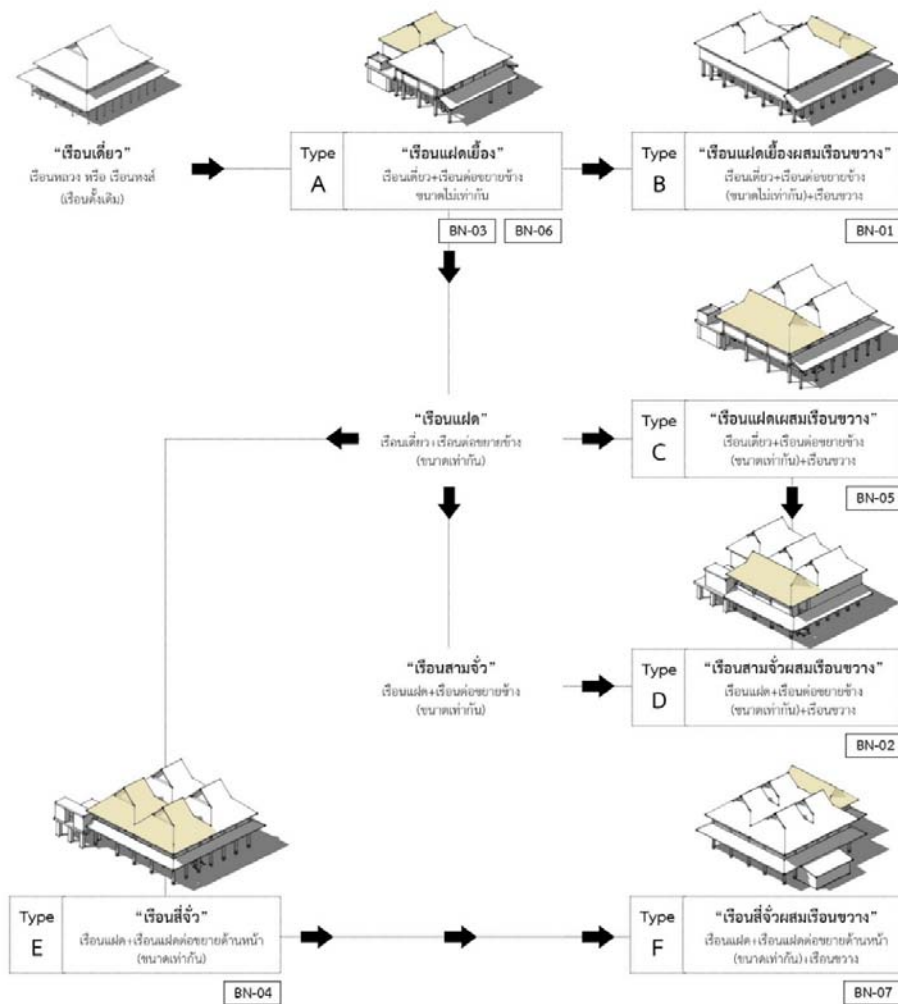 “เรือนเดี่ยว”
เรือนหลวง หรือ เรือนหงส์
(เรือนดั้งเดิม)
Type
A
“เรือนแฝดเยื้อง”
เรือนเดี่ยว+เรือนต่อขยายข้าง
ขนาดไม่เท่ากัน
BN-03
BN-06
Type
B
“เรือนแฝดเยื้องผสมเรือนขวาง”
เรือนเดี่ยว+เรือนต่อขยายข้าง
(ขนาดไม่เท่ากัน)+เรือนขวาง
BN-01
“เรือนแฝด”
เรือนเดี่ยว+เรือนต่อขยายข้าง
(ขนาดเท่ากัน)
Type
C
“เรือนแฝดเผสมเรือนขวาง”
เรือนเดี่ยว+เรือนต่อขยายข้าง
(ขนาดเท่ากัน)+เรือนขวาง
BN-05
“เรือนสามจั่ว”
เรือนแฝด+เรือนต่อขยายข้าง
(ขนาดเท่ากัน)
Type
D
“เรือนสามจั่วผสมเรือนขวาง”
เรือนแฝด+เรือนต่อขยายข้าง
(ขนาดเท่ากัน)+เรือนขวาง
BN-02
Type
E
“เรือนสี่จั่ว”
เรือนแฝด+เรือนแฝดต่อขยายด้านหน้า
(ขนาดเท่ากัน)
BN-04
Type
F
“เรือนสี่จั่วผสมเรือนขวาง”
เรือนแฝด+เรือนแฝดต่อขยายด้านหน้า
(ขนาดเท่ากัน)+เรือนขวาง
BN-07